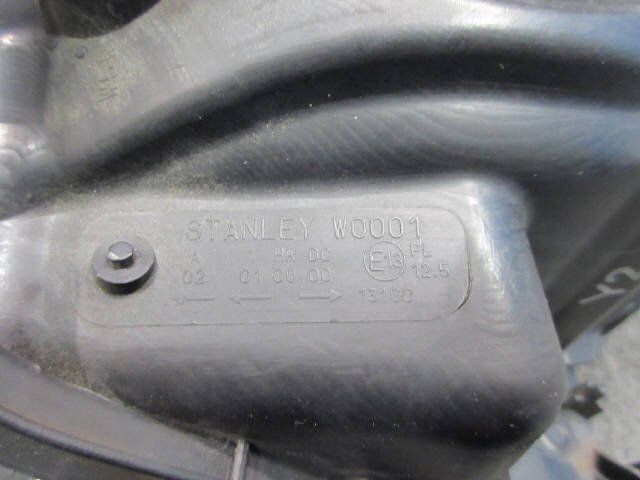 STANLEY W0001
A 1 HR DC E13 PL
02 01 00 00 12.5
← ← → 13100